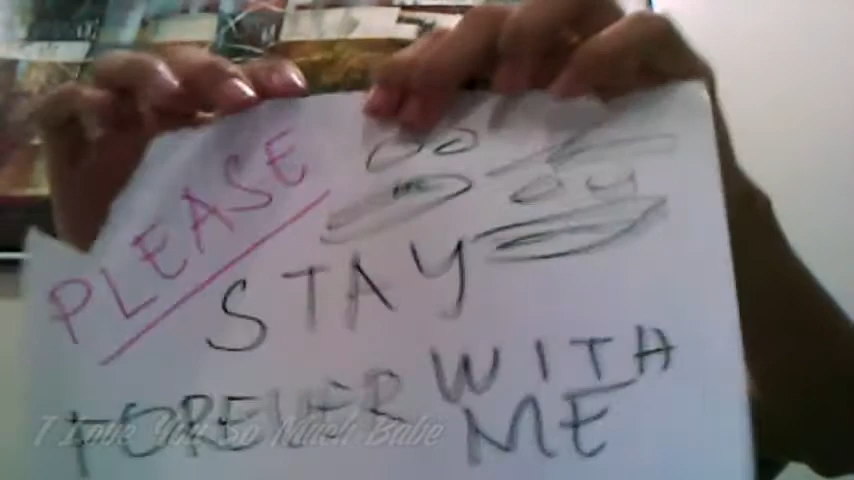 PLEASE
STAY
FOREVER WITH
ME
I Love You So Much Babe